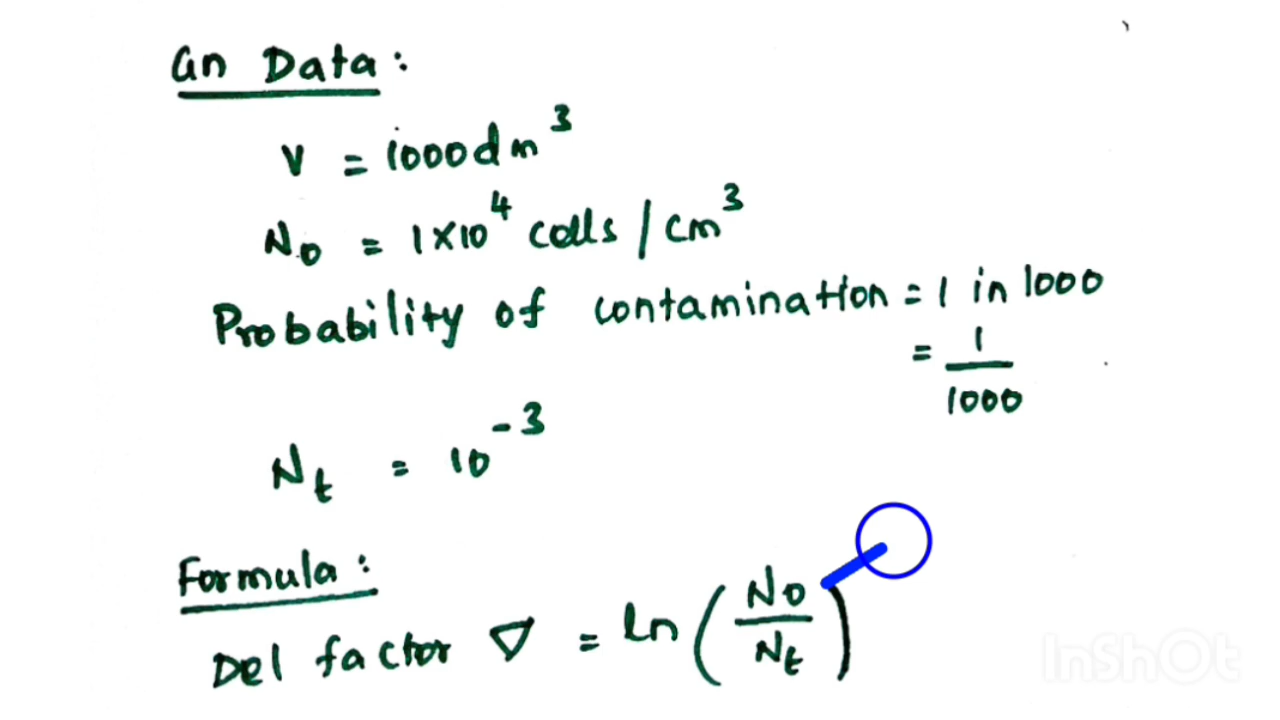 Gn Data:
V = 1000dm³
N₀ = 1×10⁴ cells/cm³
Probability of contamination = 1 in 1000
= 1/1000
Nₜ = 10⁻³
Formula:
Del factor ∇ = ln(N₀/Nₜ)
InShOt